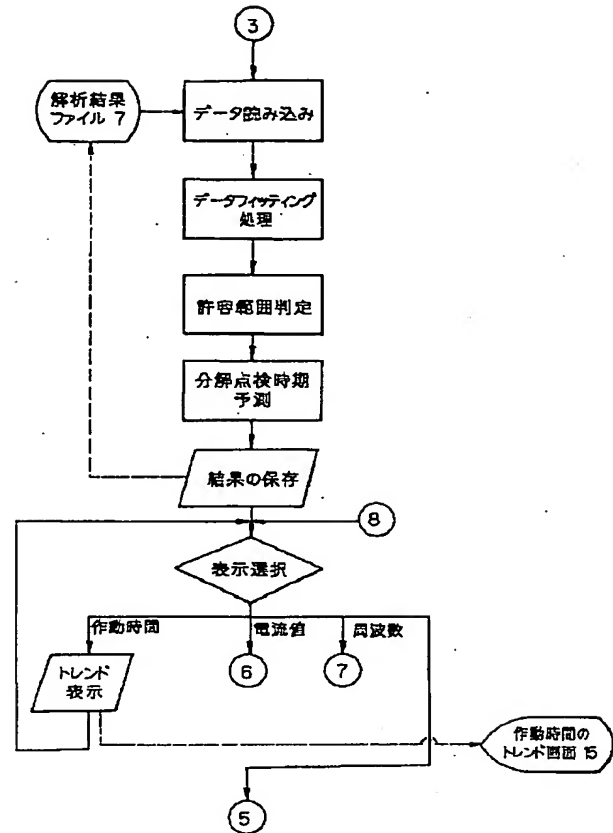 3
解析結果
ファイル 7
データ読み込み
データフィッティング
処理
許容範囲判定
分解点検時期
予測
結果の保存
8
表示選択
作動時間
電流値
周波数
トレンド
表示
6
7
作動時間の
トレンド画面 15
5